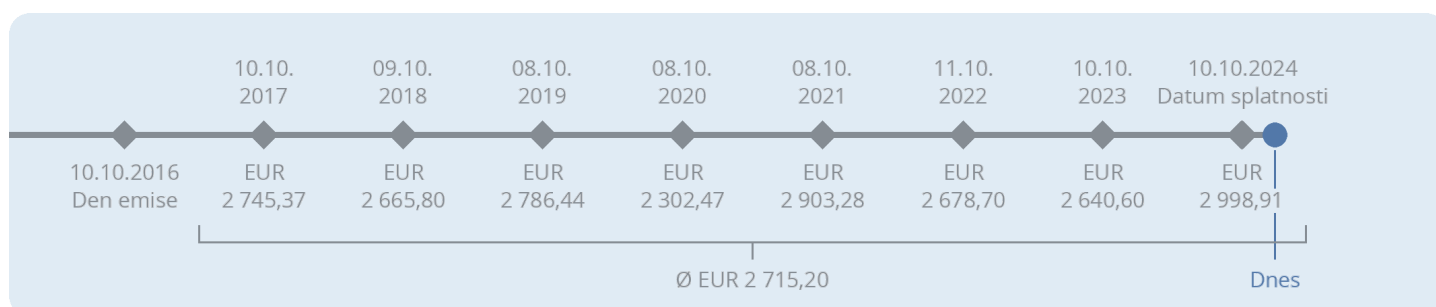 10.10.
2017
09.10.
2018
08.10.
2019
08.10.
2020
08.10.
2021
11.10.
2022
10.10.
2023
10.10.2024
Datum splatnosti
10.10.2016
Den emise
EUR
2 745,37
EUR
2 665,80
EUR
2 786,44
EUR
2 302,47
EUR
2 903,28
EUR
2 678,70
EUR
2 640,60
EUR
2 998,91
Ø EUR 2 715,20
Dnes